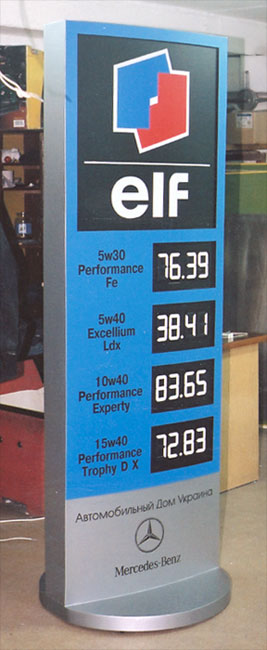 elf
5w30
Performance
Fe
76.39
5w40
Excellium
Ldx
38.41
10w40
Performance
Experty
83.65
15w40
Performance
Trophy D X
72.83
Автомобильный Дом Украина
Mercedes-Benz